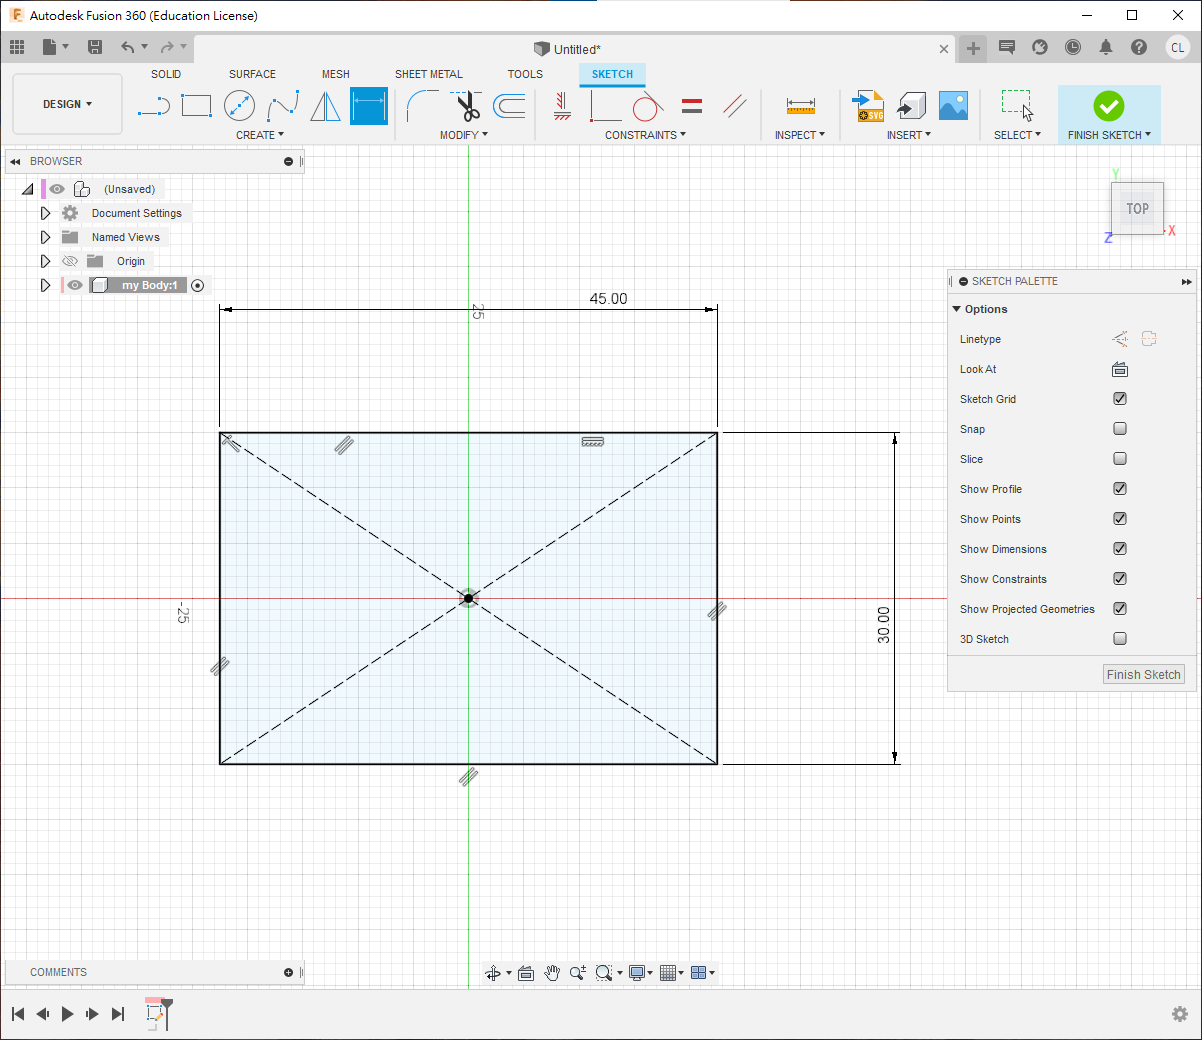 Autodesk Fusion 360 (Education License)
Untitled*
CL
SOLID
SURFACE
MESH
SHEET METAL
TOOLS
SKETCH
DESIGN
SVG
CREATE
MODIFY
CONSTRAINTS
INSPECT
INSERT
SELECT
FINISH SKETCH
BROWSER
(Unsaved)
Document Settings
Named Views
Origin
my Body:1
Y
TOP
X
Z
45.00
25
-25
30.00
SKETCH PALETTE
Options
Linetype
Look At
Sketch Grid
Snap
Slice
Show Profile
Show Points
Show Dimensions
Show Constraints
Show Projected Geometries
3D Sketch
Finish Sketch
COMMENTS